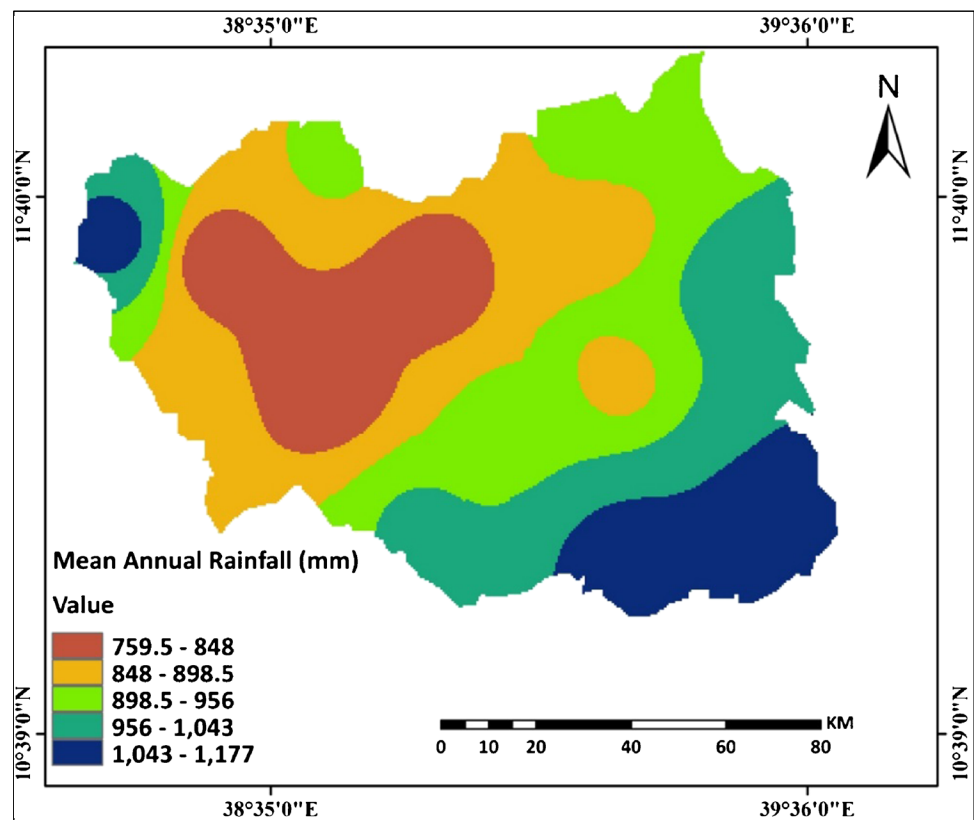 38°35'0"E 39°36'0"E
N
11°40'0"N 11°40'0"N
Mean Annual Rainfall (mm)
Value
759.5 - 848
848 - 898.5
898.5 - 956
956 - 1,043
1,043 - 1,177
KM
0 10 20 40 60 80
10°39'0"N 10°39'0"N
38°35'0"E 39°36'0"E